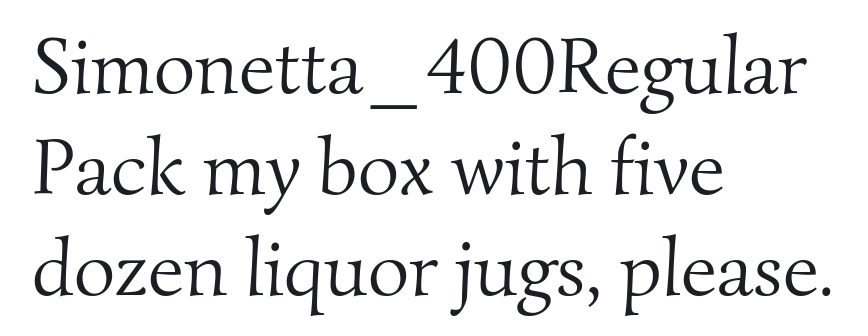 Simonetta_400Regular
Pack my box with five
dozen liquor jugs, please.